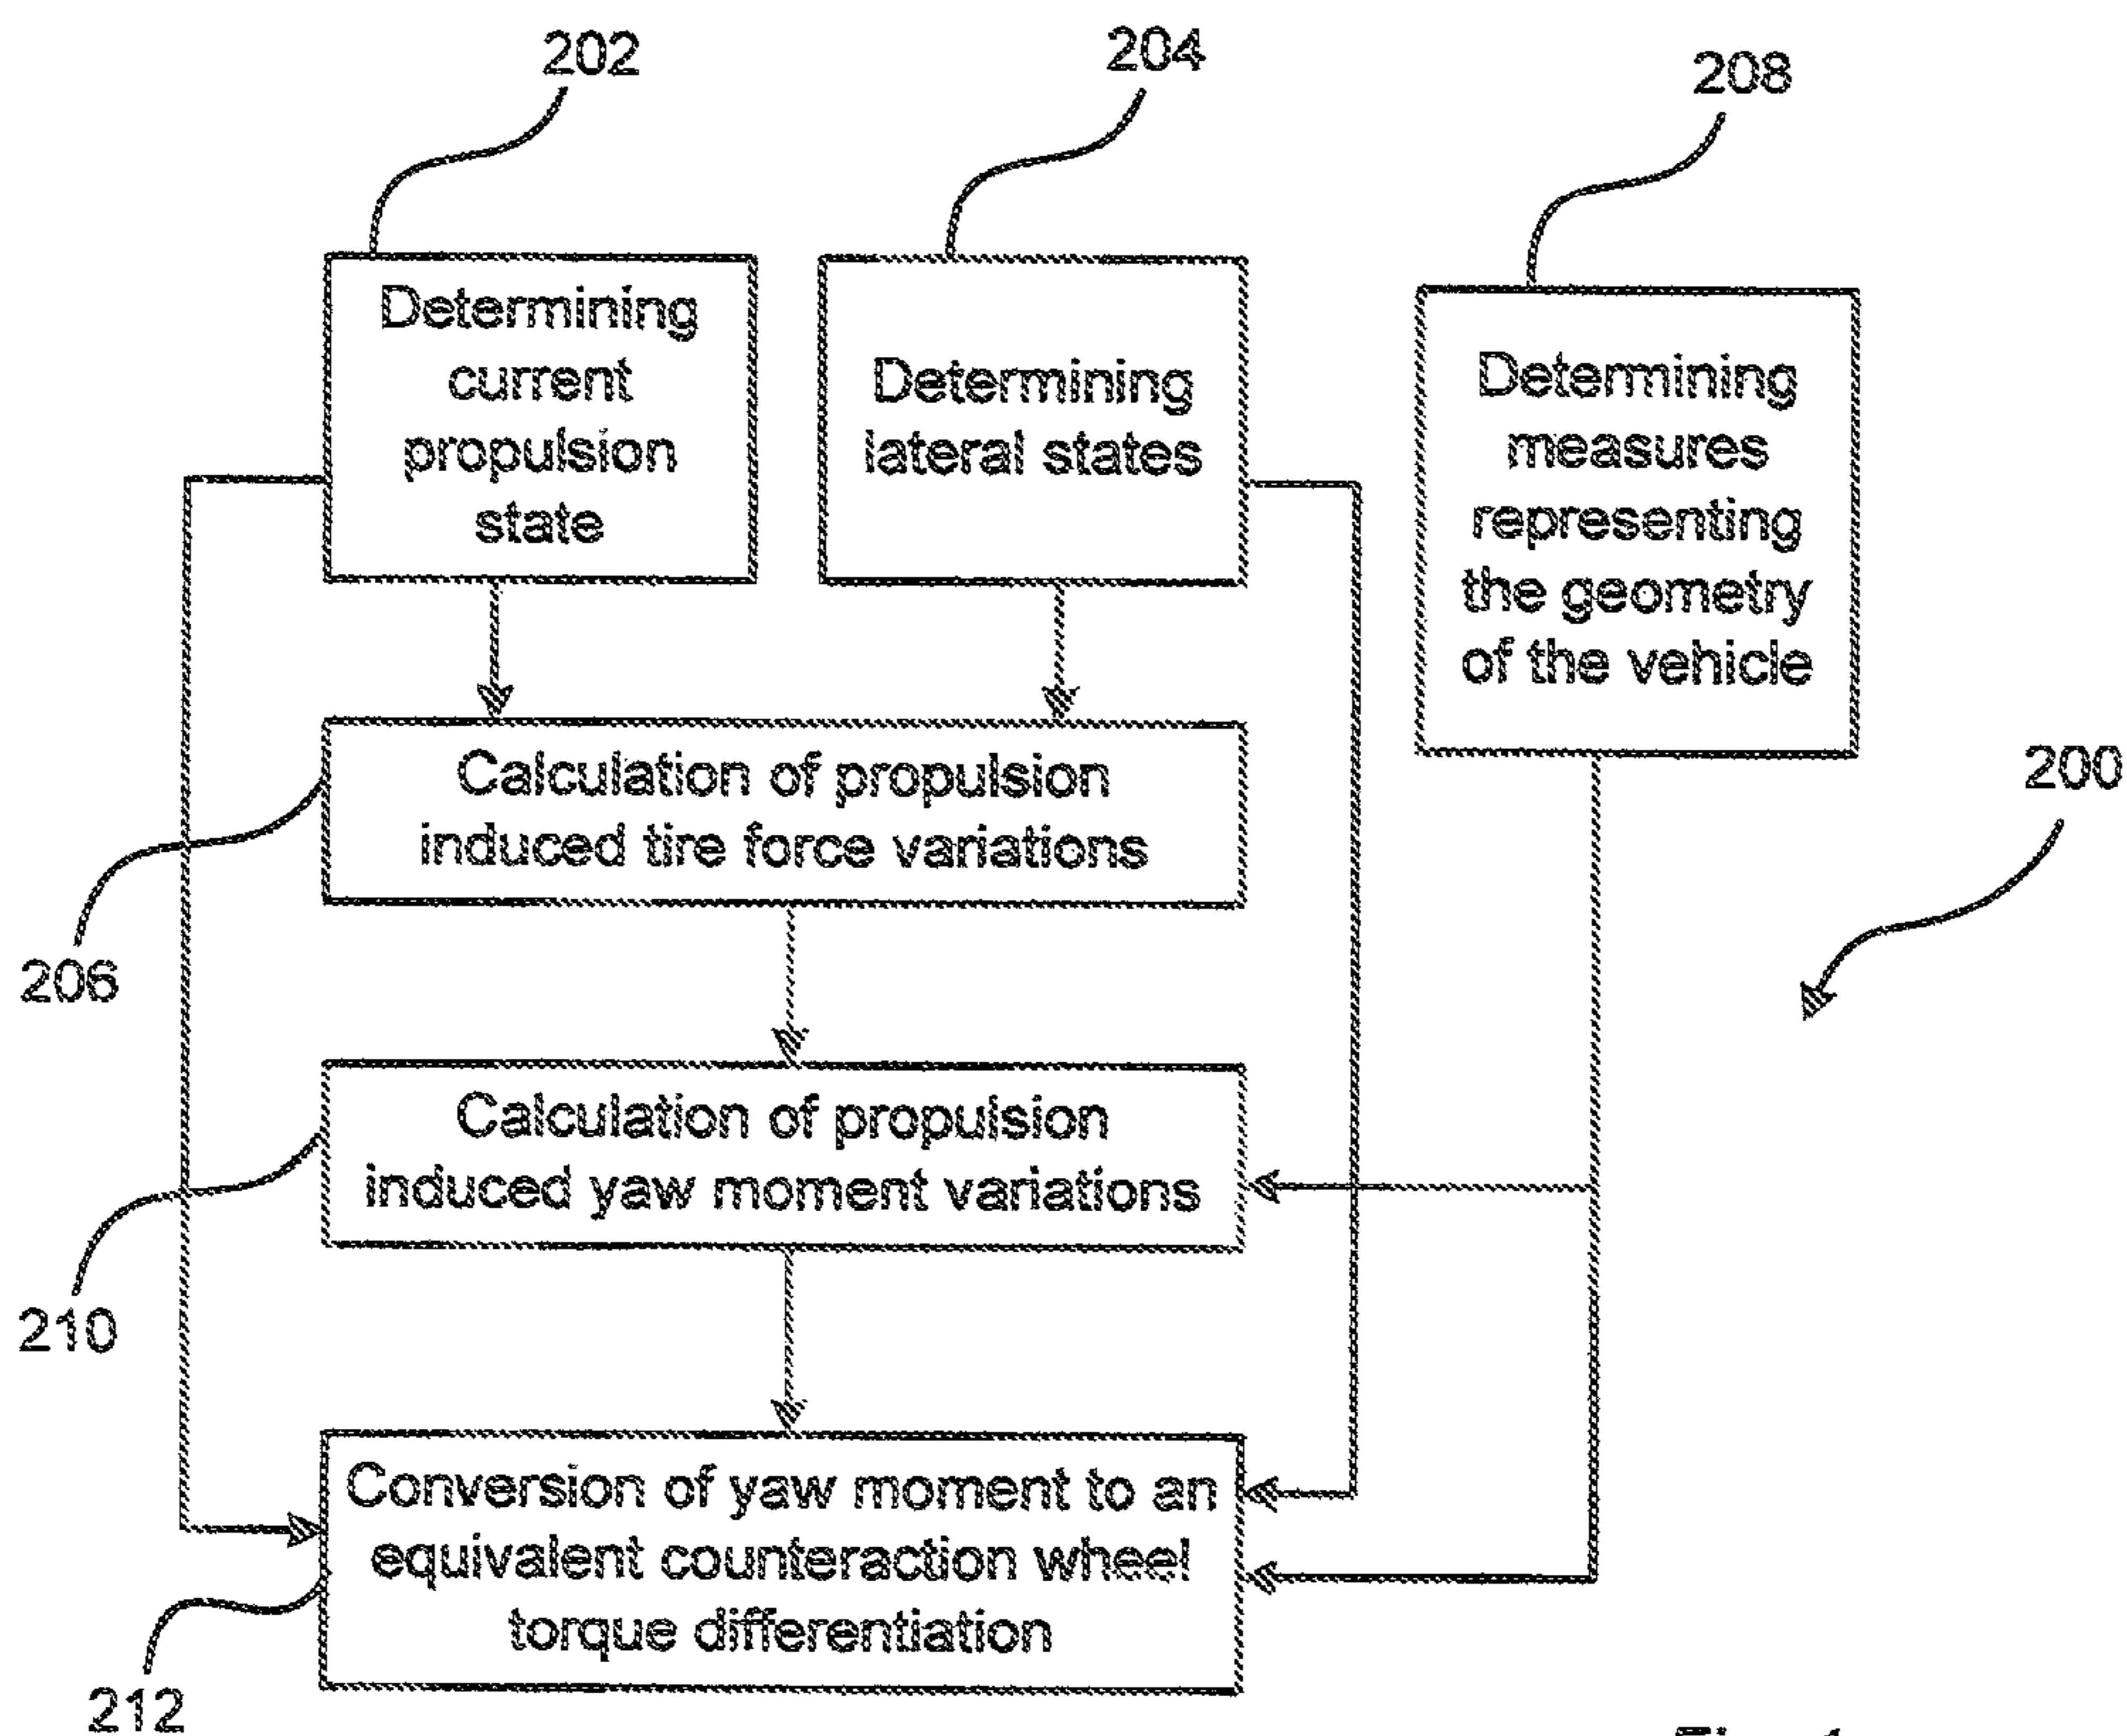 202
204
208
Determining
current
propulsion
state
Determining
lateral states
Determining
measures
representing
the geometry
of the vehicle
200
Calculation of propulsion
induced tire force variations
206
Calculation of propulsion
induced yaw moment variations
210
Conversion of yaw moment to an
equivalent counteraction wheel
torque differentiation
212